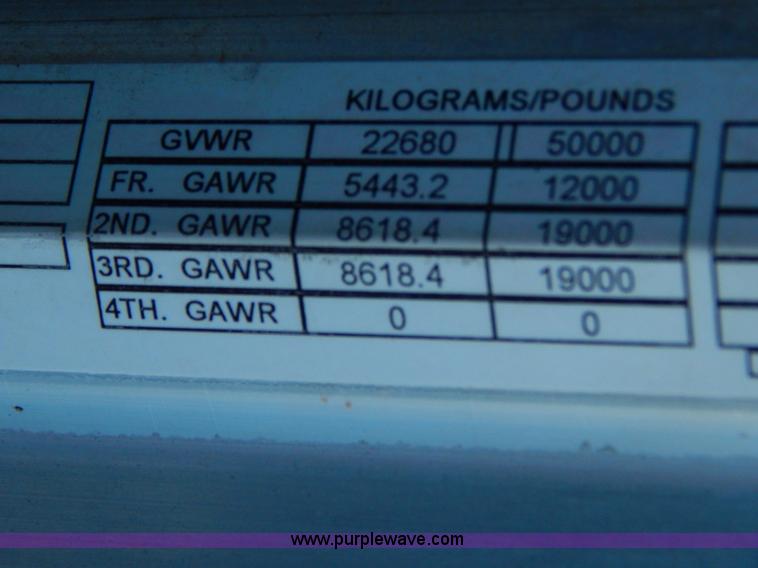 KILOGRAMS/POUNDS
GVWR 22680 50000
FR. GAWR 5443.2 12000
2ND. GAWR 8618.4 19000
3RD. GAWR 8618.4 19000
4TH. GAWR 0 0
www.purplewave.com